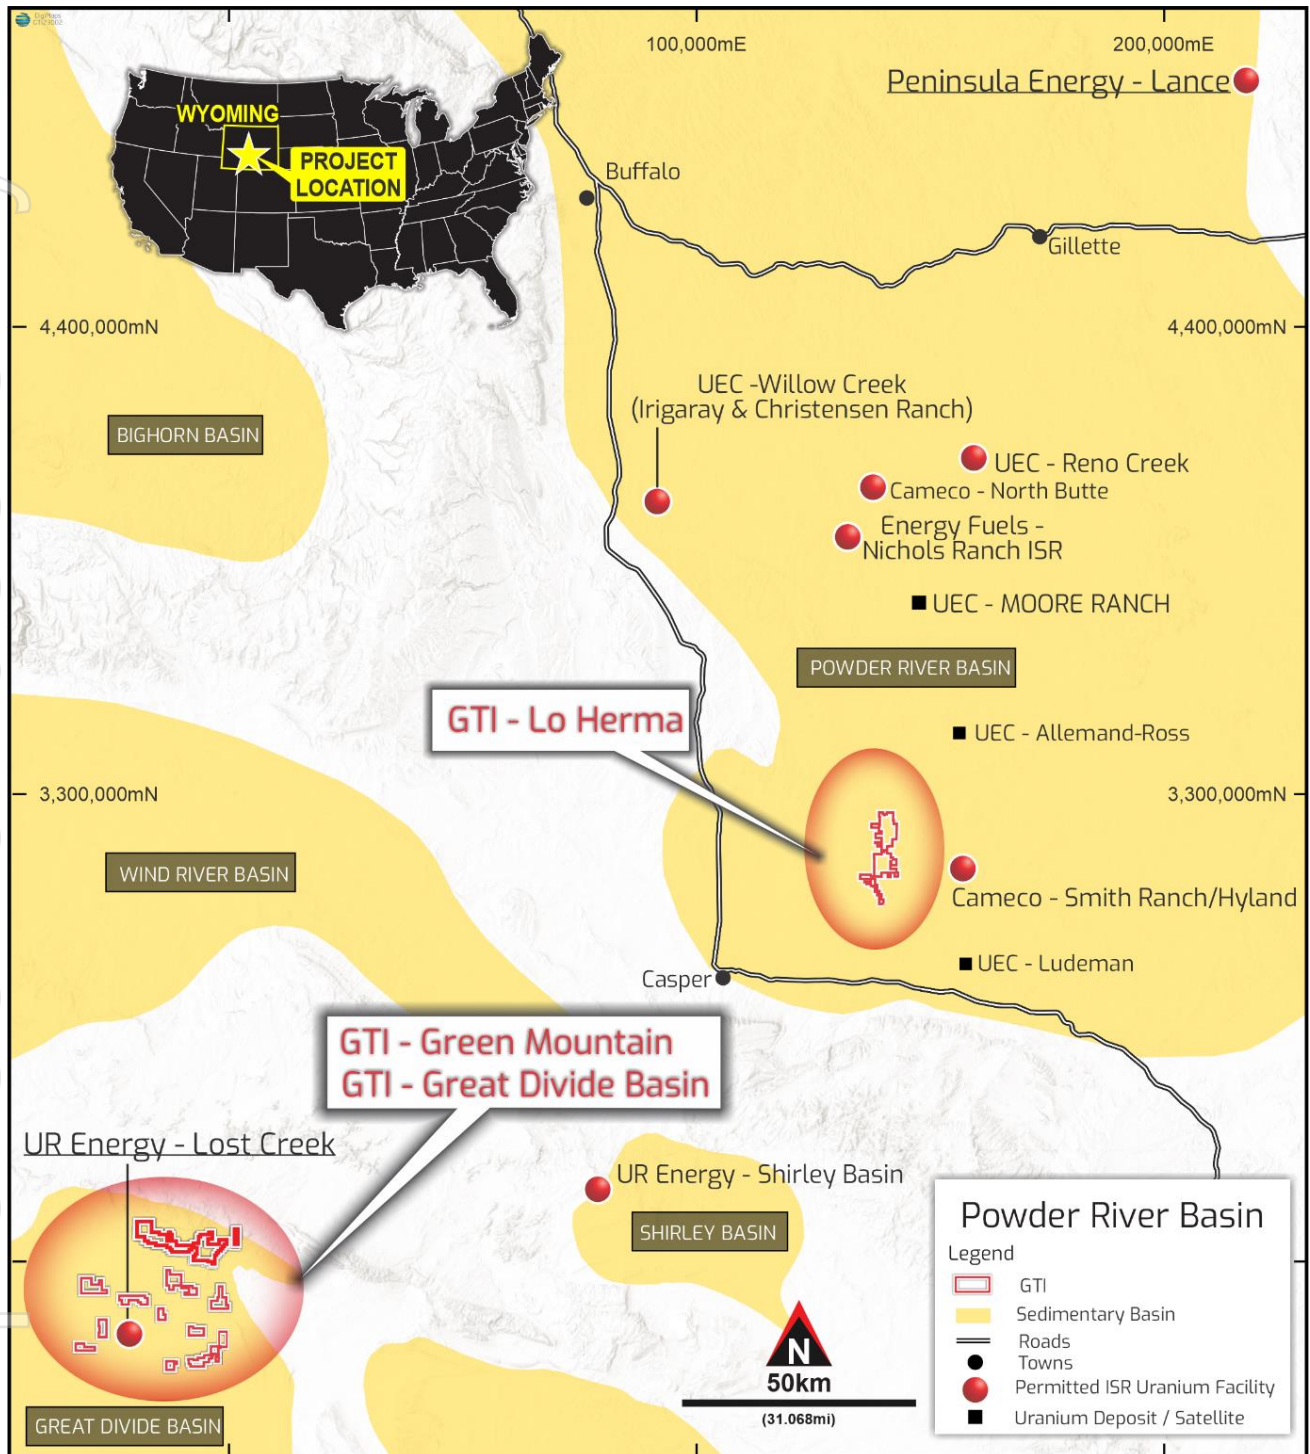 DigMaps
100,000mE
200,000mE
Peninsula Energy - Lance
WYOMING
PROJECT
LOCATION
Buffalo
Gillette
4,400,000mN
4,400,000mN
UEC -Willow Creek
(Irigaray & Christensen Ranch)
BIGHORN BASIN
UEC - Reno Creek
Cameco - North Butte
Energy Fuels -
Nichols Ranch ISR
UEC - MOORE RANCH
POWDER RIVER BASIN
GTI - Lo Herma
UEC - Allemand-Ross
3,300,000mN
3,300,000mN
WIND RIVER BASIN
Cameco - Smith Ranch/Hyland
UEC - Ludeman
Casper
GTI - Green Mountain
GTI - Great Divide Basin
UR Energy - Lost Creek
UR Energy - Shirley Basin
SHIRLEY BASIN
GREAT DIVIDE BASIN
N
50km
(31.068mi)
Powder River Basin
Legend
GTI
Sedimentary Basin
Roads
Towns
Permitted ISR Uranium Facility
Uranium Deposit / Satellite